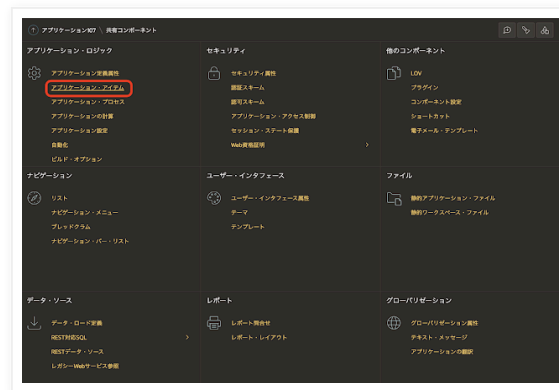 アプリケーション107 \ 共有コンポーネント
アプリケーション・ロジック
アプリケーション定義属性
アプリケーション・アイテム
アプリケーション・プロセス
アプリケーションの計算
アプリケーション設定
自動化
ビルド・オプション
セキュリティ
セキュリティ属性
認証スキーム
認可スキーム
アプリケーション・アクセス制御
セッション・ステート保護
Web資格証明
他のコンポーネント
LOV
プラグイン
コンポーネント設定
ショートカット
電子メール・テンプレート
ナビゲーション
リスト
ナビゲーション・メニュー
ブレッドクラム
ナビゲーション・バー・リスト
ユーザー・インタフェース
ユーザー・インタフェース属性
テーマ
テンプレート
ファイル
静的アプリケーション・ファイル
静的ワークスペース・ファイル
データ・ソース
データ・ロード定義
REST対応SQL
RESTデータ・ソース
レガシーWebサービス参照
レポート
レポート問合せ
レポート・レイアウト
グローバリゼーション
グローバリゼーション属性
テキスト・メッセージ
アプリケーションの翻訳